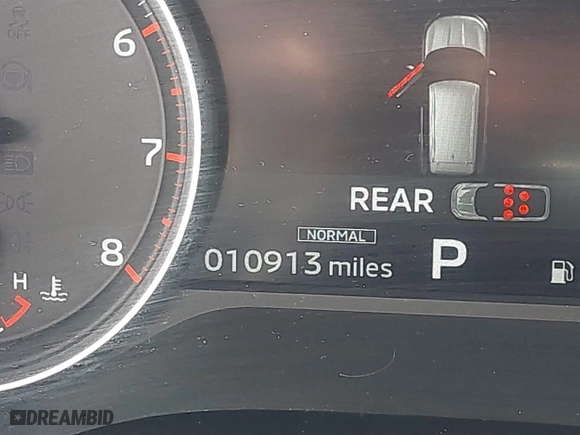 OFF
6
7
8
H
REAR
NORMAL
010913 miles
P
DREAMBID